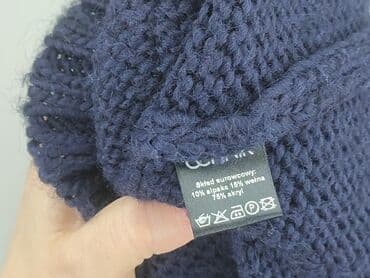 Skład surowcowy:
10% alpaka 15% wełna
75% akryl